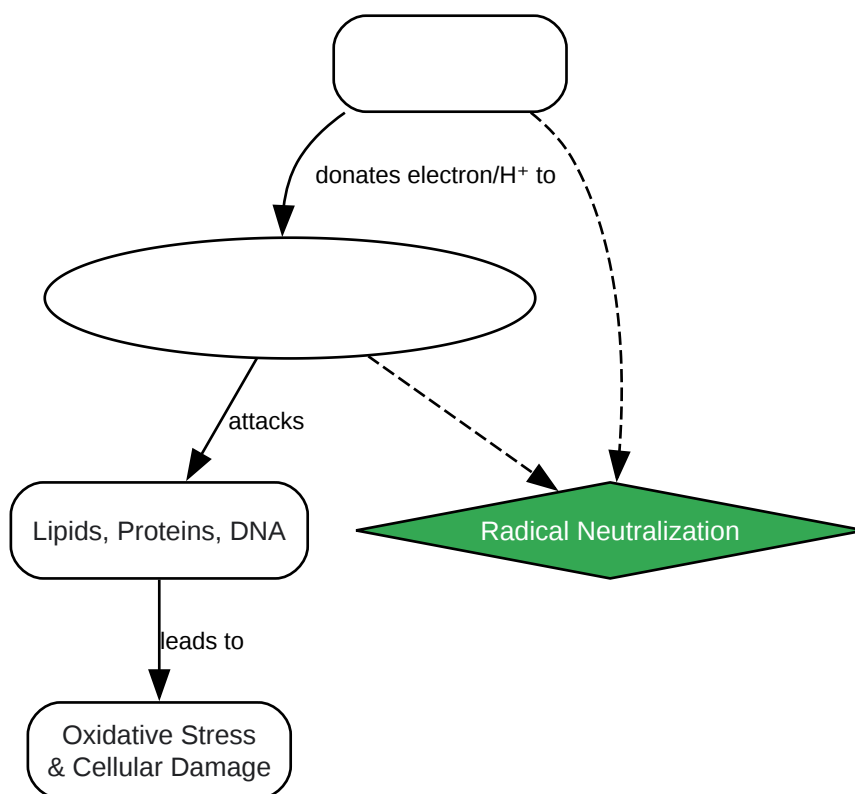 donates electron/H⁺ to
attacks
Lipids, Proteins, DNA
Radical Neutralization
leads to
Oxidative Stress
& Cellular Damage